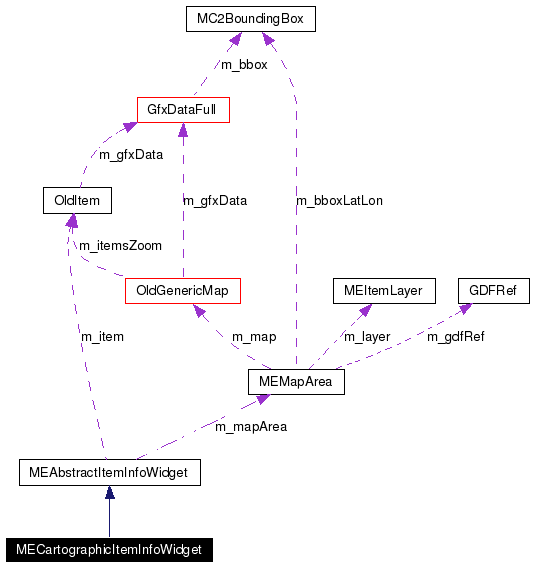 MC2BoundingBox
m_bbox
GfxDataFull
m_gfxData
OldItem
m_gfxData
m_bboxLatLon
m_itemsZoom
OldGenericMap
MEItemLayer
GDFRef
m_item
m_map
m_layer
m_gdfRef
MEMapArea
m_mapArea
MEAbstractItemInfoWidget
MECartographicItemInfoWidget